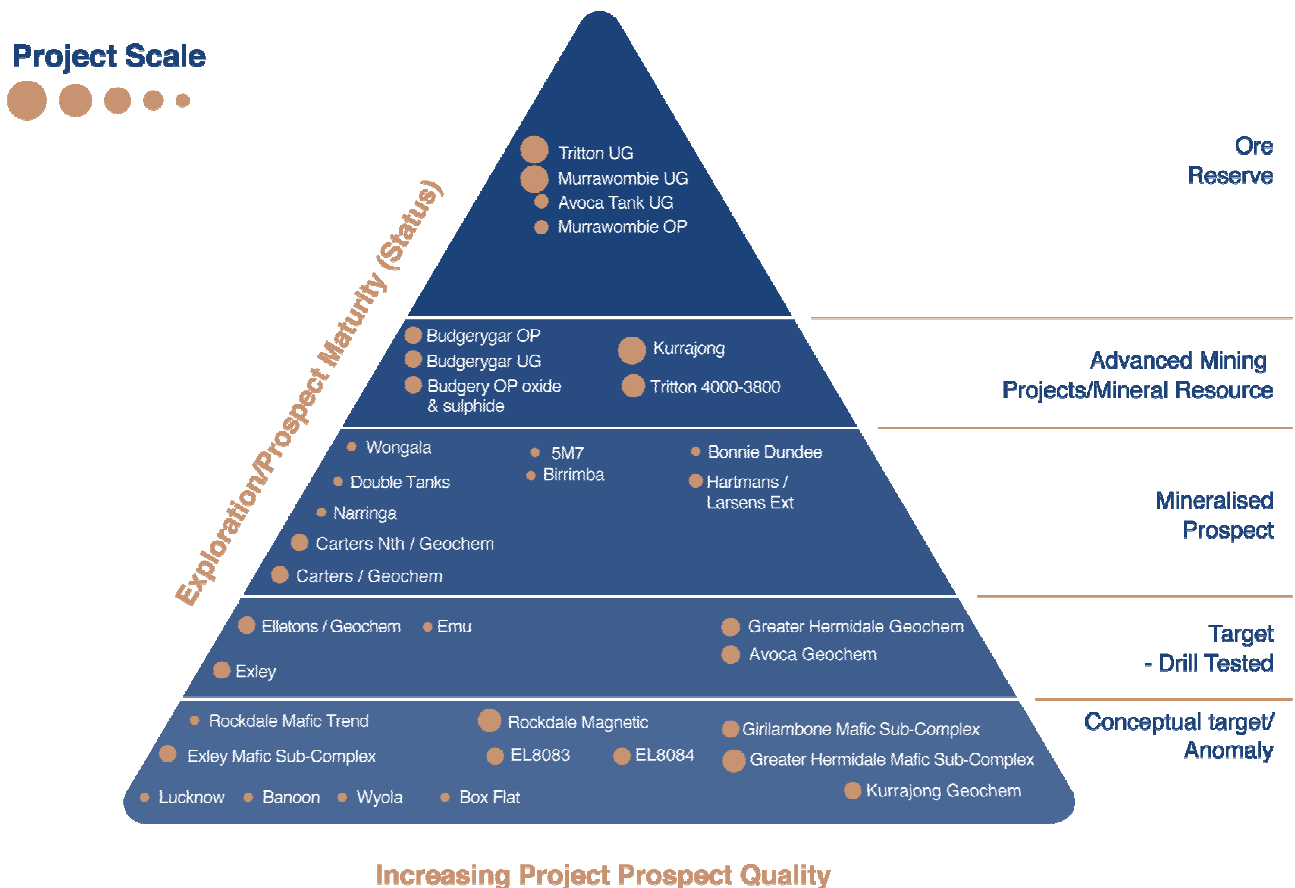 Project Scale
Ore
Reserve
Tritton UG
Murrawombie UG
Avoca Tank UG
Murrawombie OP
Exploration/Prospect Maturity (Status)
Budgerygar OP
Budgerygar UG
Budgery OP oxide
& sulphide
Kurrajong
Tritton 4000-3800
Advanced Mining
Projects/Mineral Resource
Wongala
Double Tanks
Narringa
Carters Nth / Geochem
Carters / Geochem
5M7
Birrimba
Bonnie Dundee
Hartmans /
Larsens Ext
Mineralised
Prospect
Elletons / Geochem
Emu
Exley
Greater Hermidale Geochem
Avoca Geochem
Target
- Drill Tested
Rockdale Mafic Trend
Rockdale Magnetic
Girilambone Mafic Sub-Complex
Exley Mafic Sub-Complex
EL8083
EL8084
Greater Hermidale Mafic Sub-Complex
Lucknow
Banoon
Wyola
Box Flat
Kurrajong Geochem
Conceptual target/
Anomaly
Increasing Project Prospect Quality